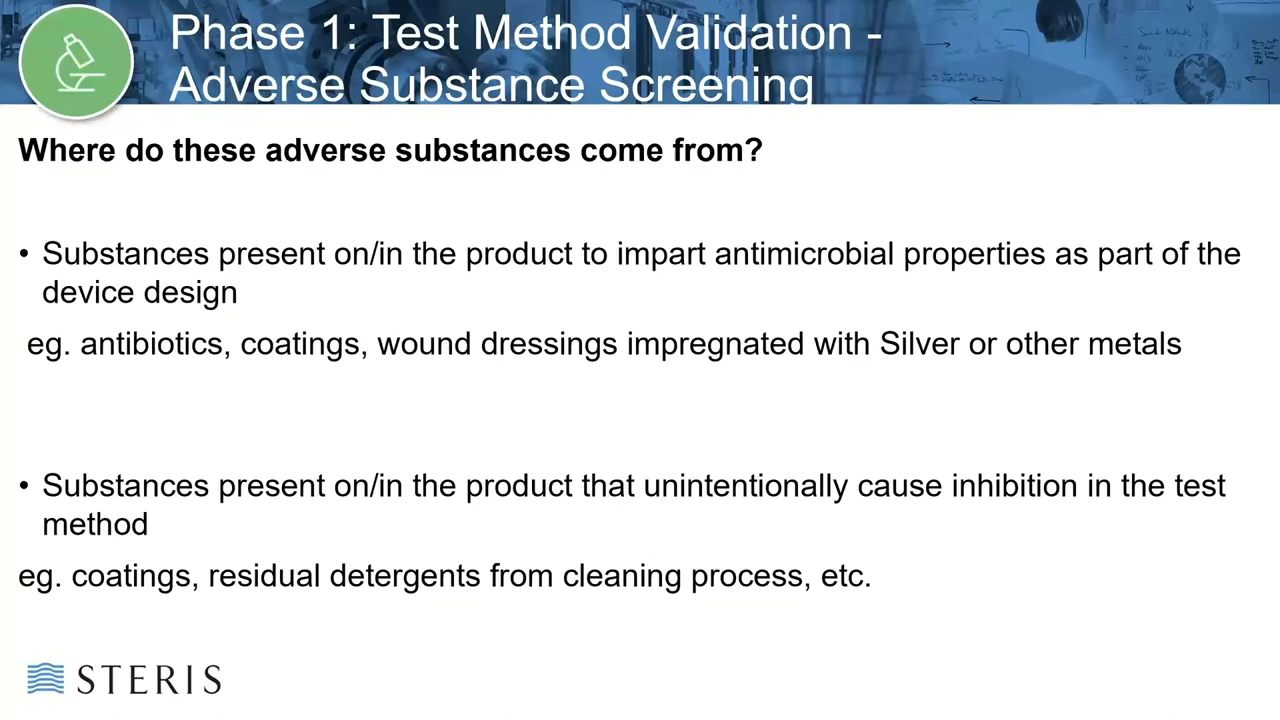 Phase 1: Test Method Validation -
Adverse Substance Screening
Where do these adverse substances come from?
• Substances present on/in the product to impart antimicrobial properties as part of the
device design
eg. antibiotics, coatings, wound dressings impregnated with Silver or other metals
• Substances present on/in the product that unintentionally cause inhibition in the test
method
eg. coatings, residual detergents from cleaning process, etc.
STERIS